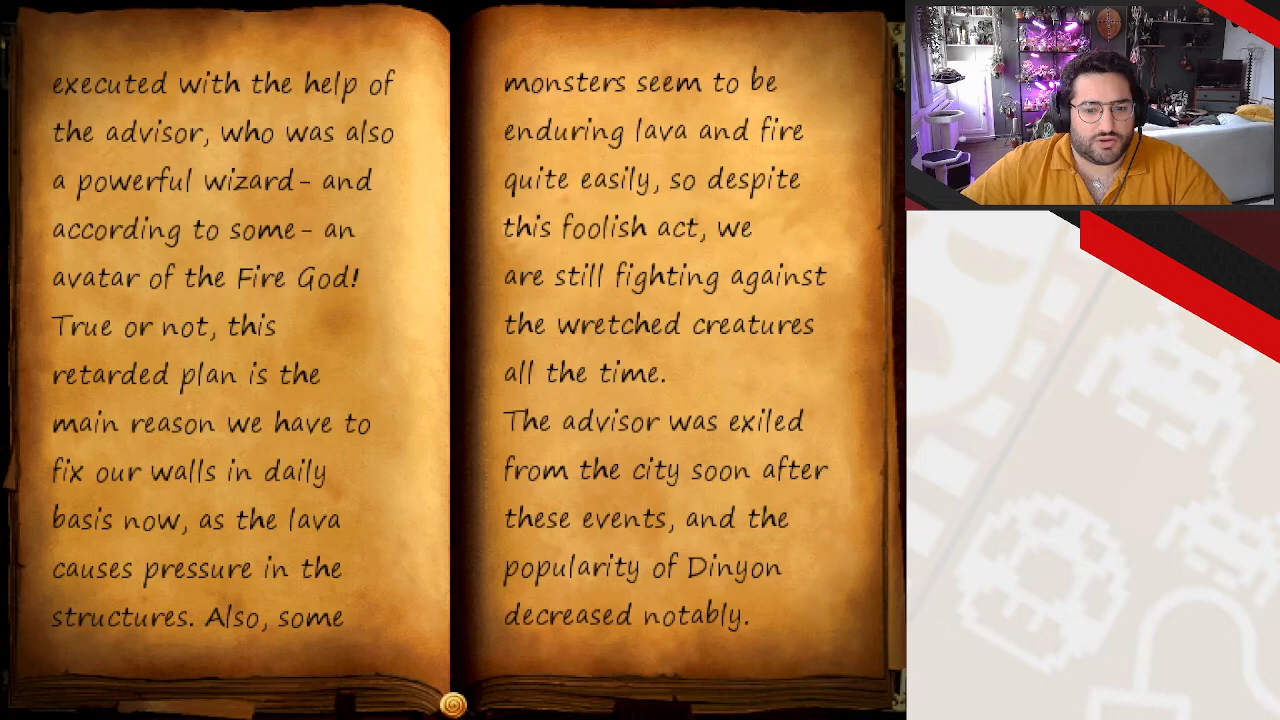 executed with the help of
the advisor, who was also
a powerful wizard- and
according to some- an
avatar of the Fire God!
True or not, this
retarded plan is the
main reason we have to
fix our walls in daily
basis now, as the lava
causes pressure in the
structures. Also, some
monsters seem to be
enduring lava and fire
quite easily, so despite
this foolish act, we
are still fighting against
the wretched creatures
all the time.
The advisor was exiled
from the city soon after
these events, and the
popularity of Dinyon
decreased notably.